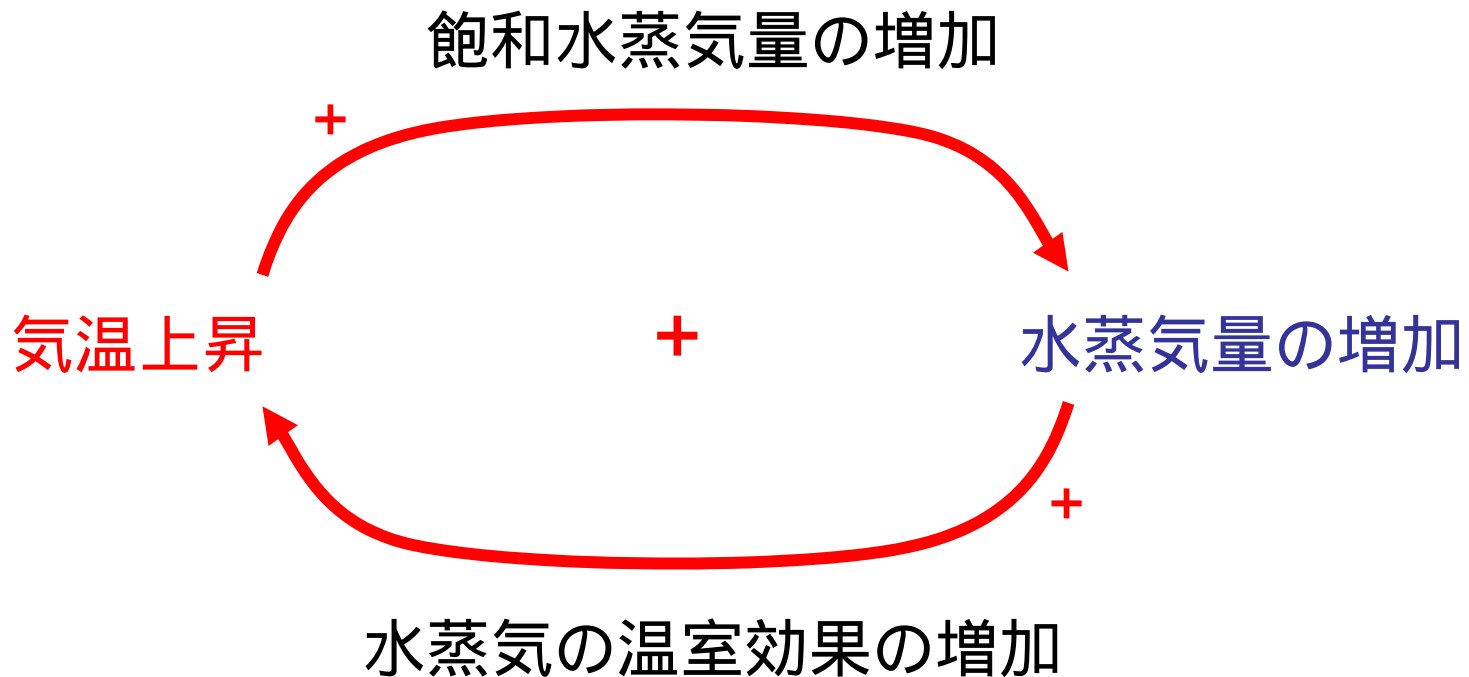 飽和水蒸気量の増加
+
気温上昇
+
水蒸気量の増加
+
水蒸気の温室効果の増加